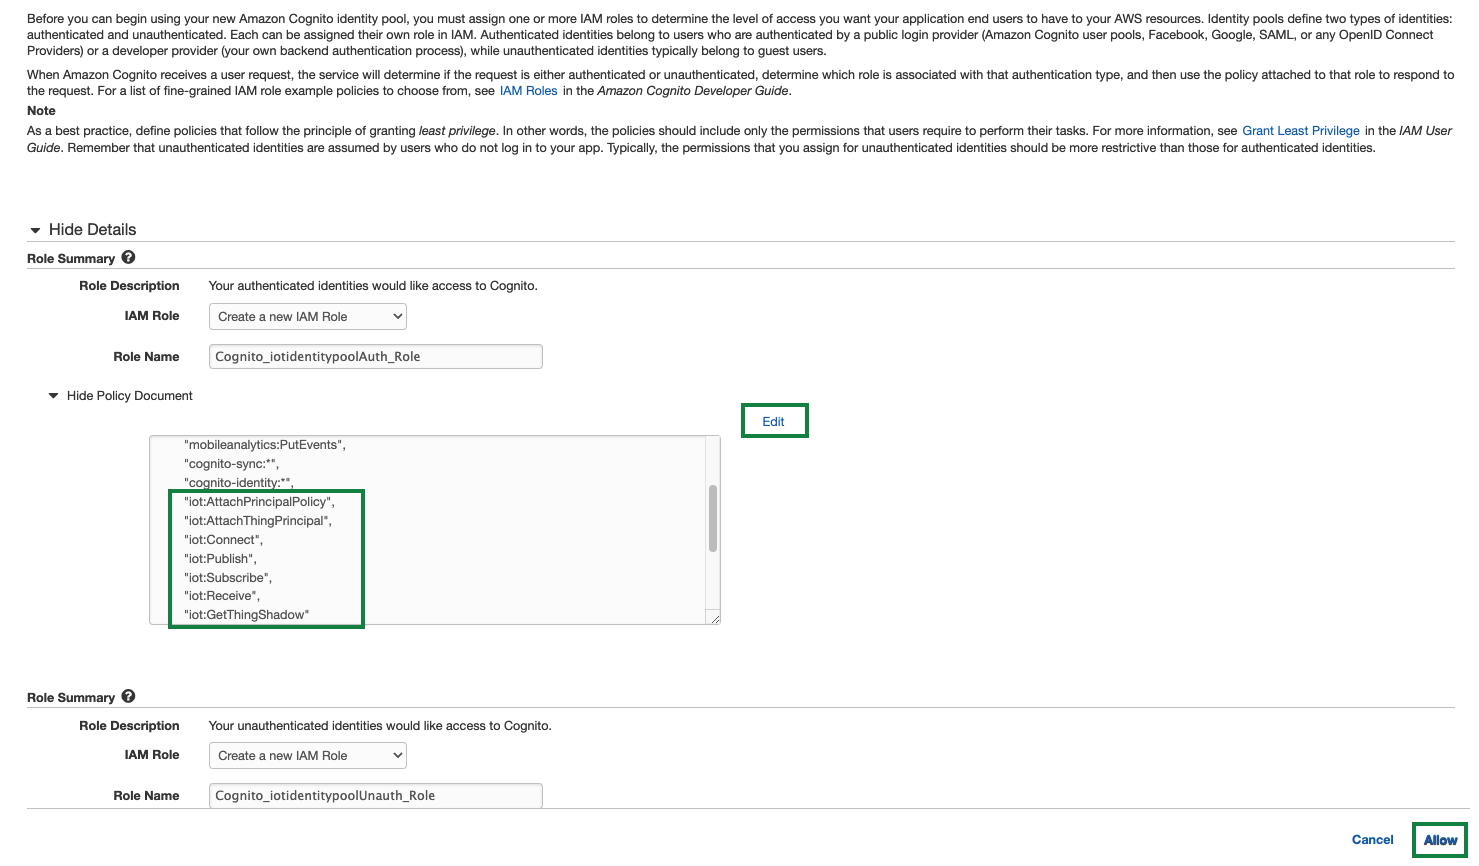 Before you can begin using your new Amazon Cognito identity pool, you must assign one or more IAM roles to determine the level of access you want your application end users to have to your AWS resources. Identity pools define two types of identities:
authenticated and unauthenticated. Each can be assigned their own role in IAM. Authenticated identities belong to users who are authenticated by a public login provider (Amazon Cognito user pools, Facebook, Google, SAML, or any OpenID Connect
Providers) or a developer provider (your own backend authentication process), while unauthenticated identities typically belong to guest users.
When Amazon Cognito receives a user request, the service will determine if the request is either authenticated or unauthenticated, determine which role is associated with that authentication type, and then use the policy attached to that role to respond to
the request. For a list of fine-grained IAM role example policies to choose from, see IAM Roles in the Amazon Cognito Developer Guide.
Note
As a best practice, define policies that follow the principle of granting least privilege. In other words, the policies should include only the permissions that users require to perform their tasks. For more information, see Grant Least Privilege in the IAM User
Guide. Remember that unauthenticated identities are assumed by users who do not log in to your app. Typically, the permissions that you assign for unauthenticated identities should be more restrictive than those for authenticated identities.
Hide Details
Role Summary ?
Role Description Your authenticated identities would like access to Cognito.
IAM Role Create a new IAM Role
Role Name Cognito_iotidentitypoolAuth_Role
Hide Policy Document
Edit
"mobileanalytics:PutEvents",
"cognito-sync:*",
"cognito-identity:*",
"iot:AttachPrincipalPolicy",
"iot:AttachThingPrincipal",
"iot:Connect",
"iot:Publish",
"iot:Subscribe",
"iot:Receive",
"iot:GetThingShadow"
Role Summary ?
Role Description Your unauthenticated identities would like access to Cognito.
IAM Role Create a new IAM Role
Role Name Cognito_iotidentitypoolUnauth_Role
Cancel Allow